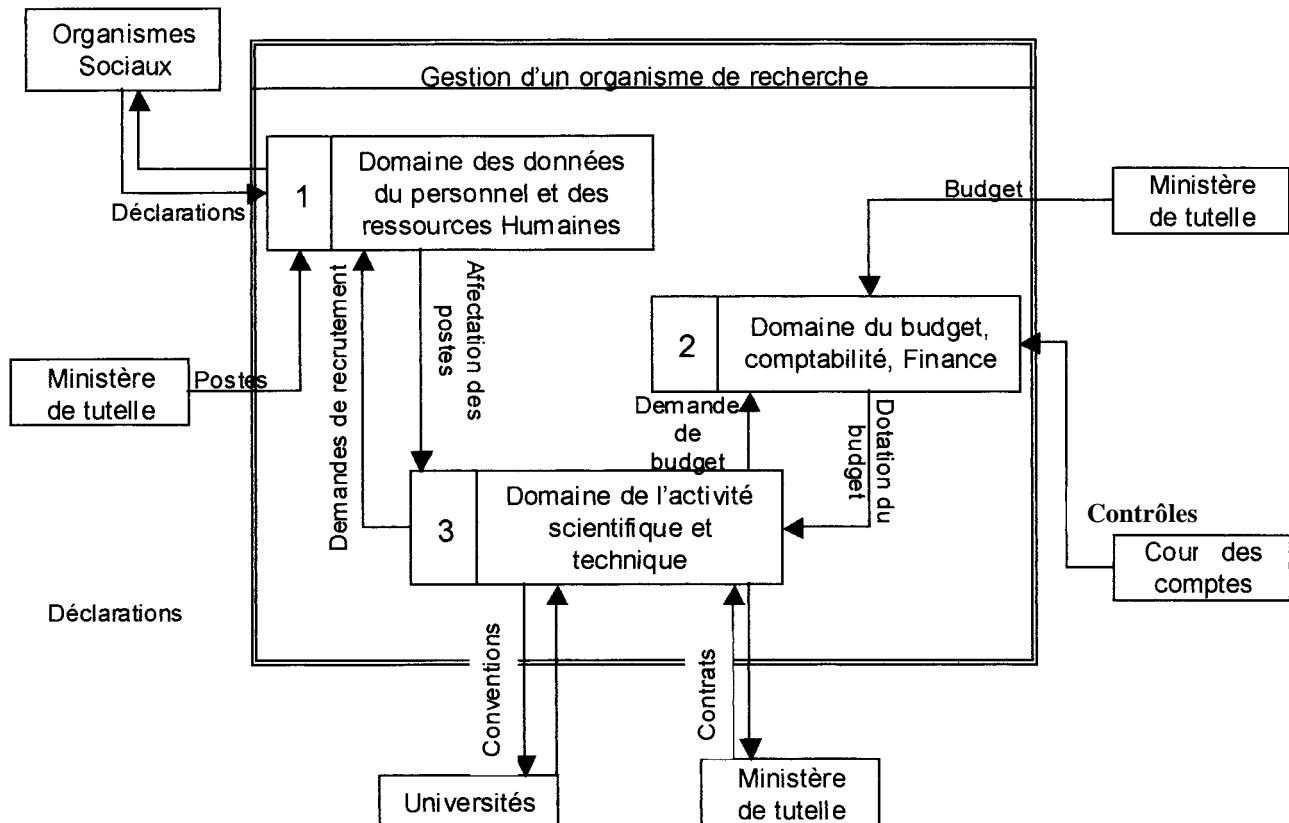 Organismes
Sociaux
Gestion d'un organisme de recherche
1
Domaine des données
du personnel et des
ressources Humaines
Déclarations
Budget
Ministère
de tutelle
Demandes de recrutement
Affectation des
postes
2
Domaine du budget,
comptabilité, Finance
Ministère
de tutelle
Postes
Demande
de
budget
Dotation du
budget
3
Domaine de l'activité
scientifique et
technique
Contrôles
Cour des
comptes
Déclarations
Conventions
Contrats
Universités
Ministère
de tutelle